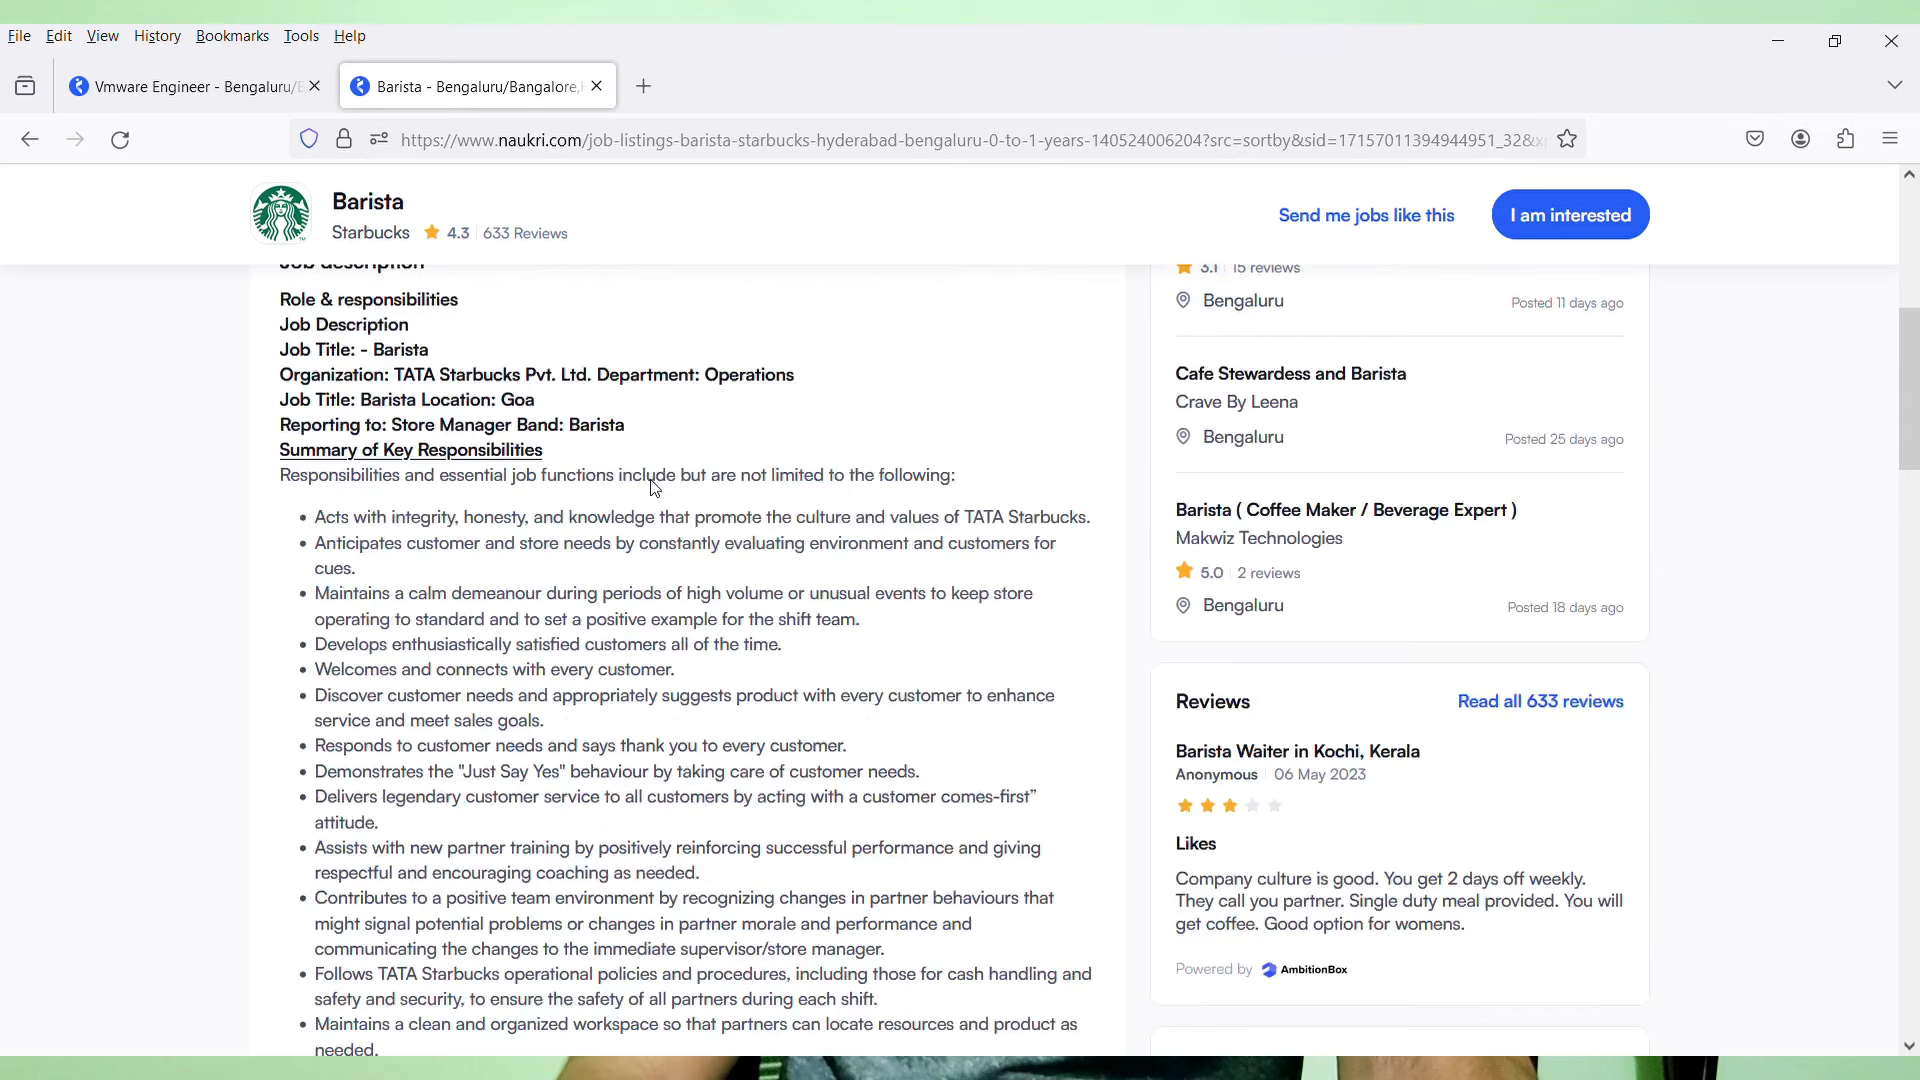 File Edit View History Bookmarks Tools Help
Vmware Engineer - Bengaluru/B
Barista - Bengaluru/Bangalore,
https://www.naukri.com/job-listings-barista-starbucks-hyderabad-bengaluru-0-to-1-years-140524006204?src=sortby&sid=17157011394944951_32&x
Barista
Starbucks 4.3 633 Reviews
Send me jobs like this
I am interested
Job description
Role & responsibilities
Job Description
Job Title: - Barista
Organization: TATA Starbucks Pvt. Ltd. Department: Operations
Job Title: Barista Location: Goa
Reporting to: Store Manager Band: Barista
Summary of Key Responsibilities
Responsibilities and essential job functions include but are not limited to the following:
• Acts with integrity, honesty, and knowledge that promote the culture and values of TATA Starbucks.
• Anticipates customer and store needs by constantly evaluating environment and customers for
cues.
• Maintains a calm demeanour during periods of high volume or unusual events to keep store
operating to standard and to set a positive example for the shift team.
• Develops enthusiastically satisfied customers all of the time.
• Welcomes and connects with every customer.
• Discover customer needs and appropriately suggests product with every customer to enhance
service and meet sales goals.
• Responds to customer needs and says thank you to every customer.
• Demonstrates the "Just Say Yes" behaviour by taking care of customer needs.
• Delivers legendary customer service to all customers by acting with a customer comes-first”
attitude.
• Assists with new partner training by positively reinforcing successful performance and giving
respectful and encouraging coaching as needed.
• Contributes to a positive team environment by recognizing changes in partner behaviours that
might signal potential problems or changes in partner morale and performance and
communicating the changes to the immediate supervisor/store manager.
• Follows TATA Starbucks operational policies and procedures, including those for cash handling and
safety and security, to ensure the safety of all partners during each shift.
• Maintains a clean and organized workspace so that partners can locate resources and product as
needed.
3.1 15 reviews
Bengaluru Posted 11 days ago
Cafe Stewardess and Barista
Crave By Leena
Bengaluru Posted 25 days ago
Barista ( Coffee Maker / Beverage Expert )
Makwiz Technologies
5.0 2 reviews
Bengaluru Posted 18 days ago
Reviews Read all 633 reviews
Barista Waiter in Kochi, Kerala
Anonymous 06 May 2023
Likes
Company culture is good. You get 2 days off weekly.
They call you partner. Single duty meal provided. You will
get coffee. Good option for womens.
Powered by AmbitionBox